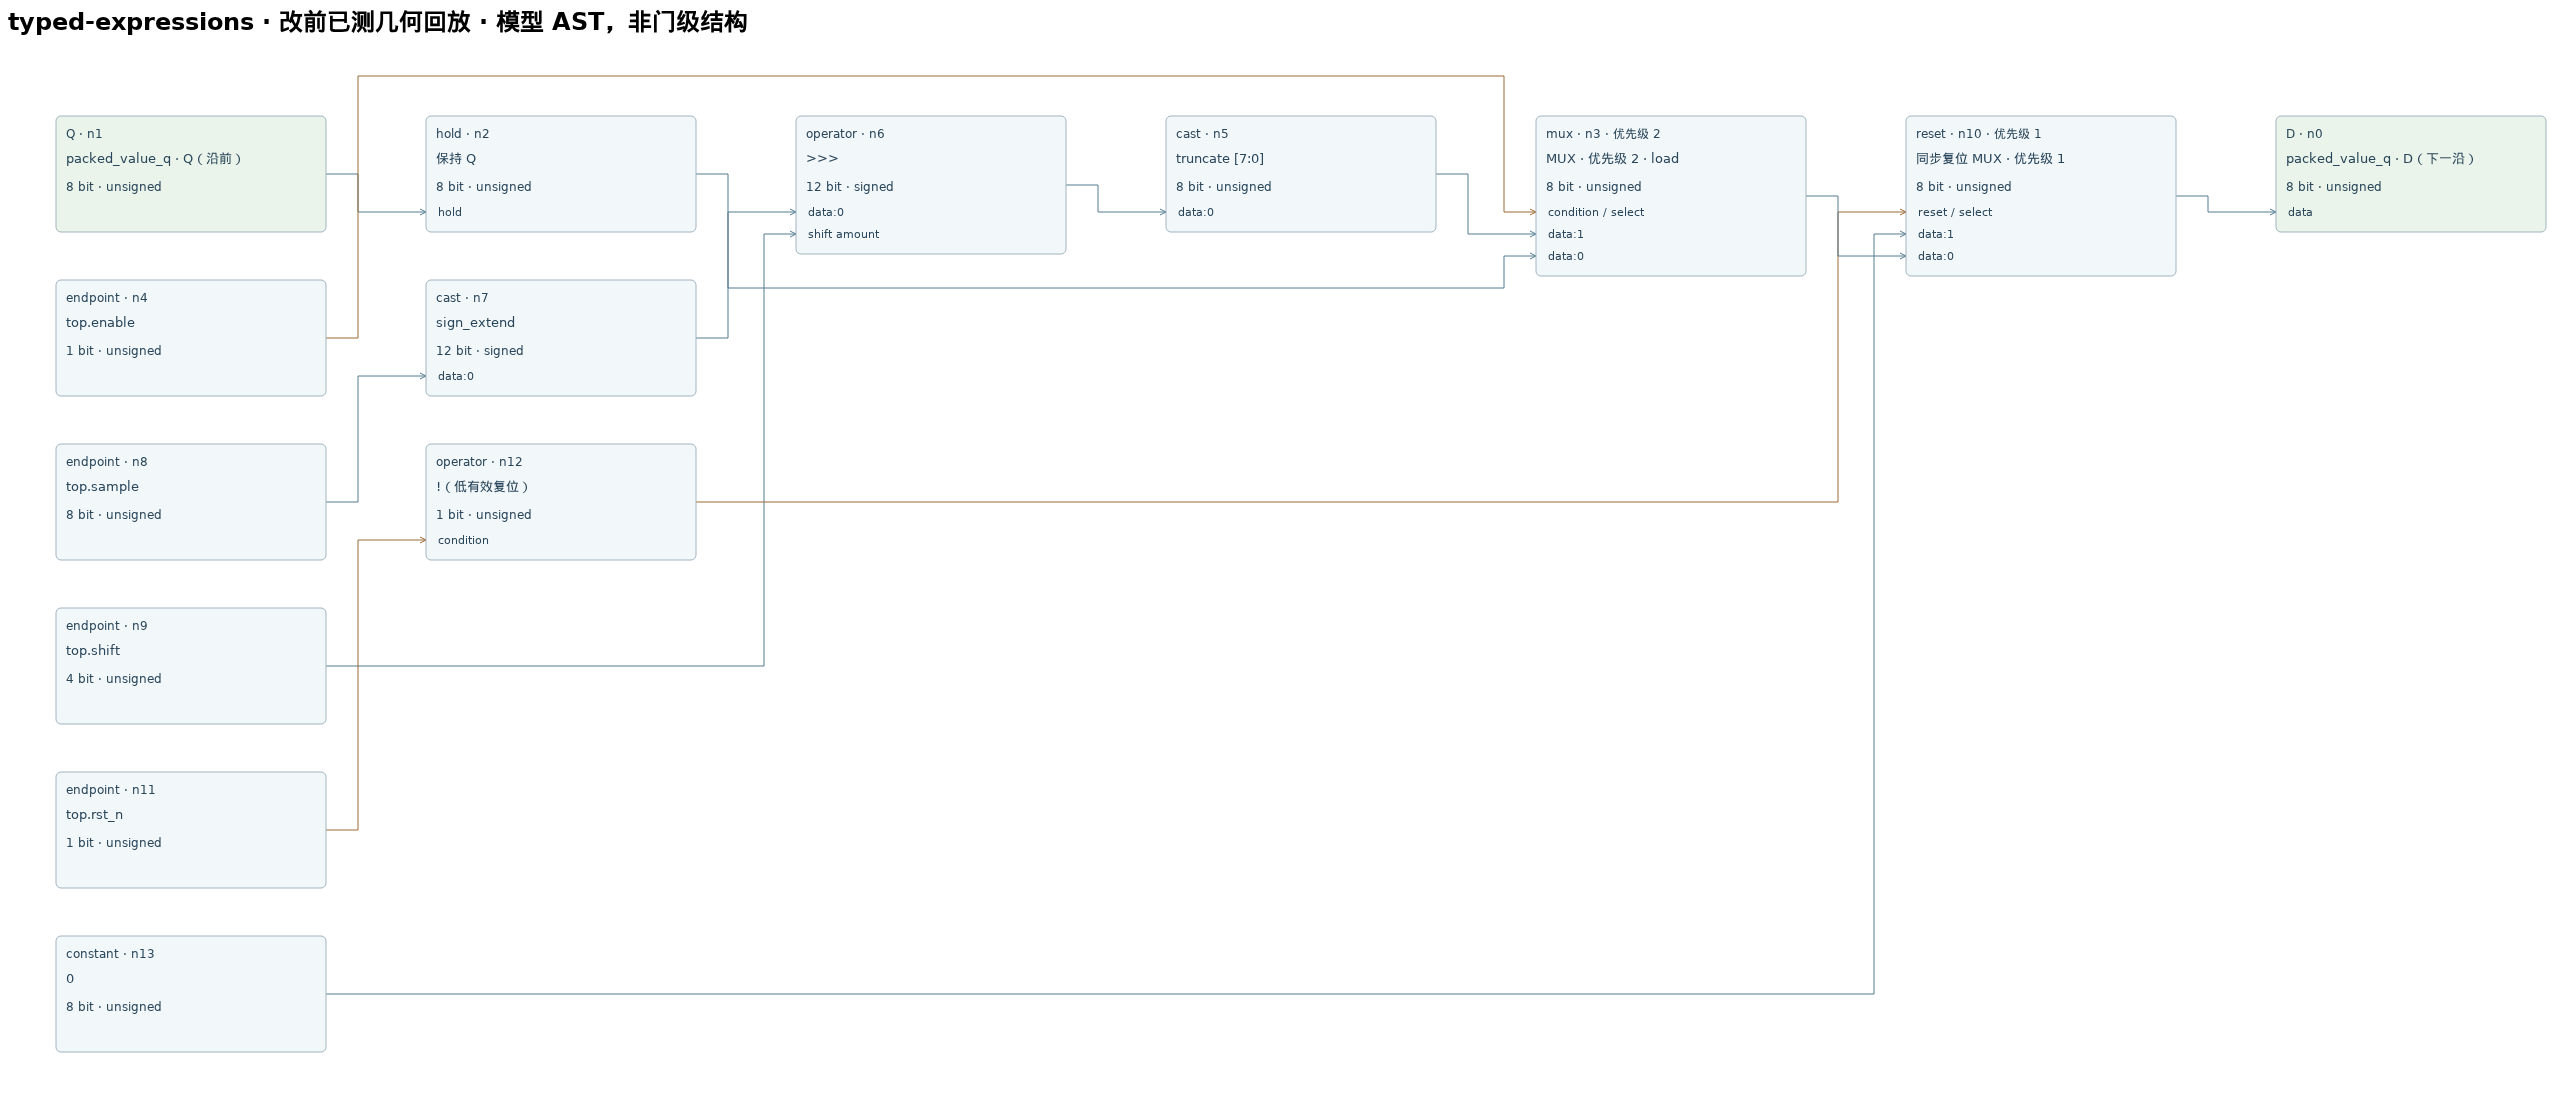 typed-expressions · 改前已测几何回放 · 模型 AST，非门级结构
Q · n1
packed_value_q · Q（沿前）
8 bit · unsigned
hold · n2
保持 Q
8 bit · unsigned
hold
operator · n6
>>>
12 bit · signed
data:0
shift amount
cast · n5
truncate [7:0]
8 bit · unsigned
data:0
mux · n3 · 优先级 2
MUX · 优先级 2 · load
8 bit · unsigned
condition / select
data:1
data:0
reset · n10 · 优先级 1
同步复位 MUX · 优先级 1
8 bit · unsigned
reset / select
data:1
data:0
D · n0
packed_value_q · D（下一沿）
8 bit · unsigned
data
endpoint · n4
top.enable
1 bit · unsigned
cast · n7
sign_extend
12 bit · signed
data:0
endpoint · n8
top.sample
8 bit · unsigned
operator · n12
!（低有效复位）
1 bit · unsigned
condition
endpoint · n9
top.shift
4 bit · unsigned
endpoint · n11
top.rst_n
1 bit · unsigned
constant · n13
0
8 bit · unsigned